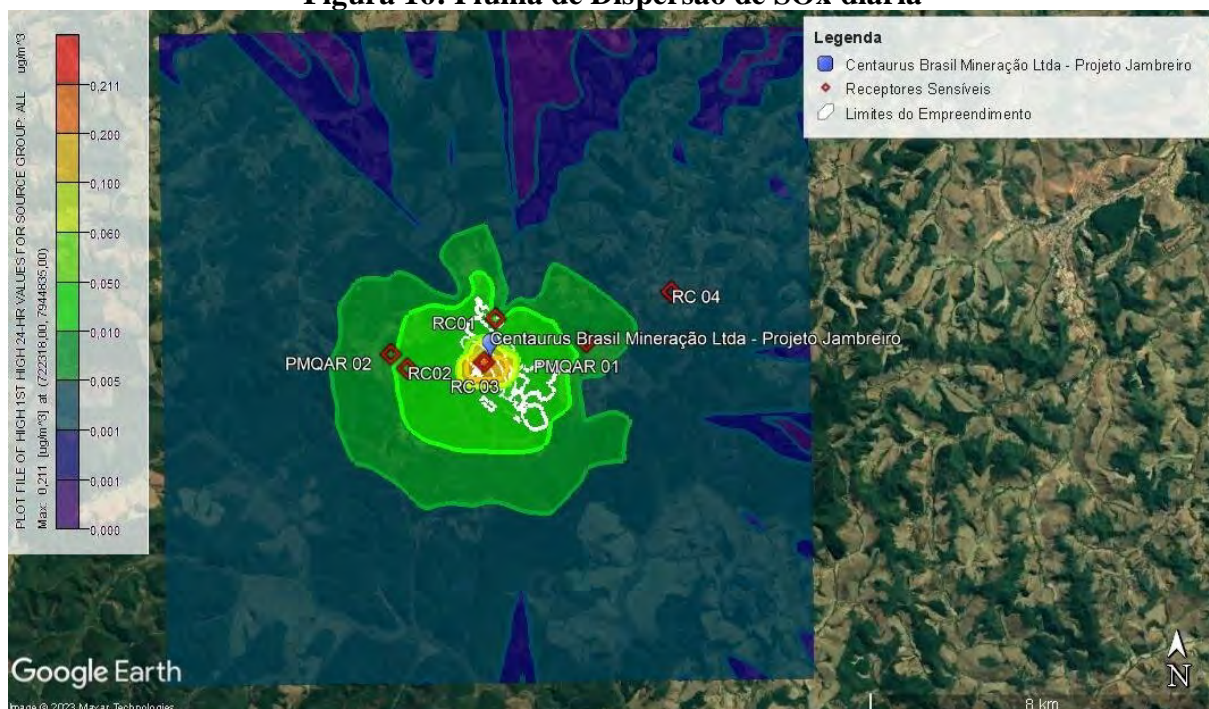 Figura 16: Pluma de Dispersão de SOx diária
PLOT FILE OF HIGH 1ST HIGH 24-HR VALUES FOR SOURCE GROUP: ALL ug/m^3
Max: 0,211 [ug/m^3] at (722318,00, 7944835,00)
0,211
0,200
0,100
0,060
0,050
0,010
0,005
0,001
0,001
0,000
Legenda
Centaurus Brasil Mineração Ltda - Projeto Jambreiro
Receptores Sensíveis
Limites do Empreendimento
RC 04
RC01
Centaurus Brasil Mineração Ltda - Projeto Jambreiro
PMQAR 02
RC02
PMQAR 01
RC 03
Google Earth
Image © 2023 Maxar Technologies
N
8 km